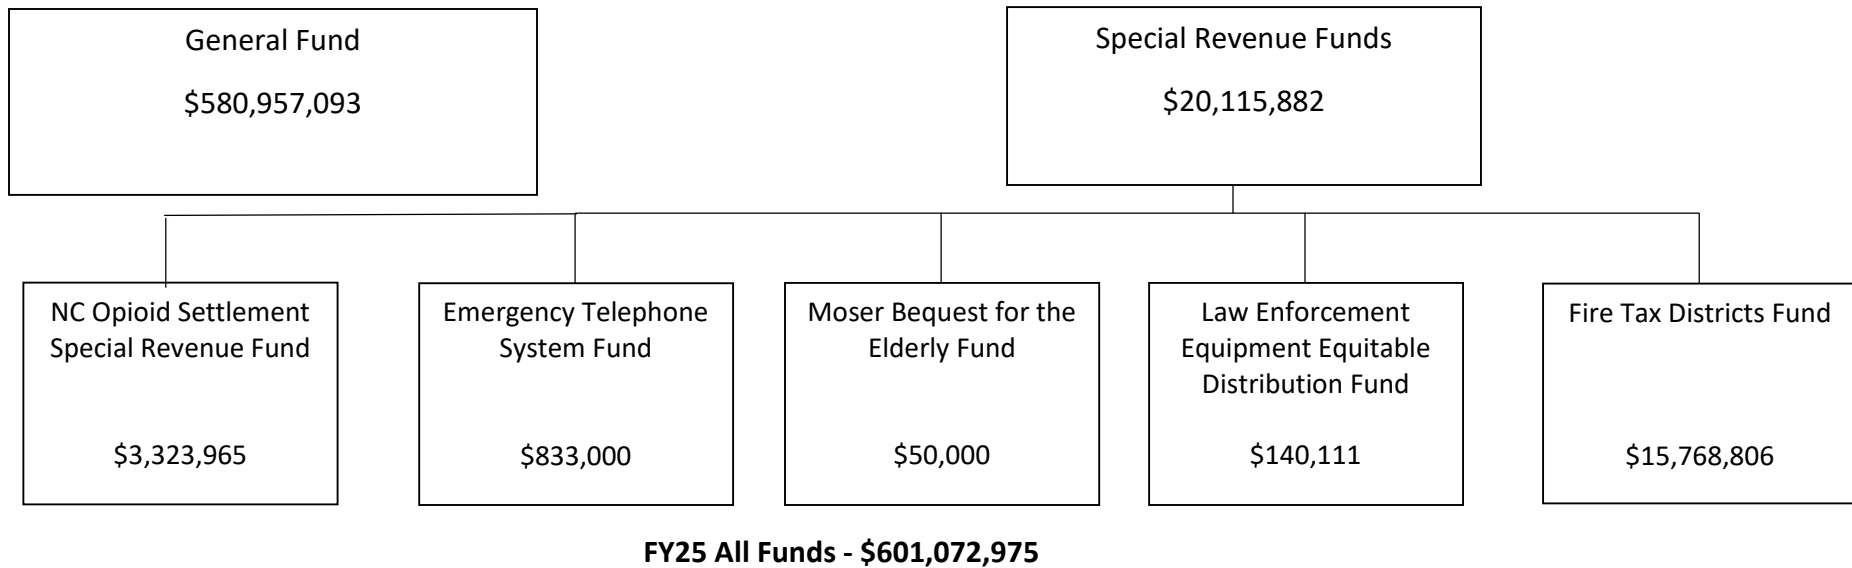 General Fund
$580,957,093
Special Revenue Funds
$20,115,882
NC Opioid Settlement
Special Revenue Fund
$3,323,965
Emergency Telephone
System Fund
$833,000
Moser Bequest for the
Elderly Fund
$50,000
Law Enforcement
Equipment Equitable
Distribution Fund
$140,111
Fire Tax Districts Fund
$15,768,806
FY25 All Funds - $601,072,975